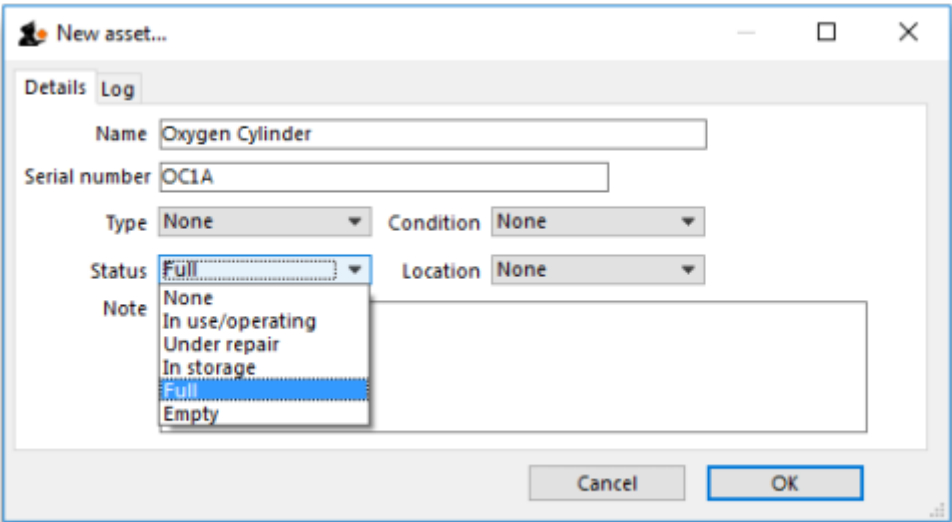 New asset...
Details Log
Name Oxygen Cylinder
Serial number OC1A
Type None Condition None
Status Full Location None
Note
None
In use/operating
Under repair
In storage
Full
Empty
Cancel OK